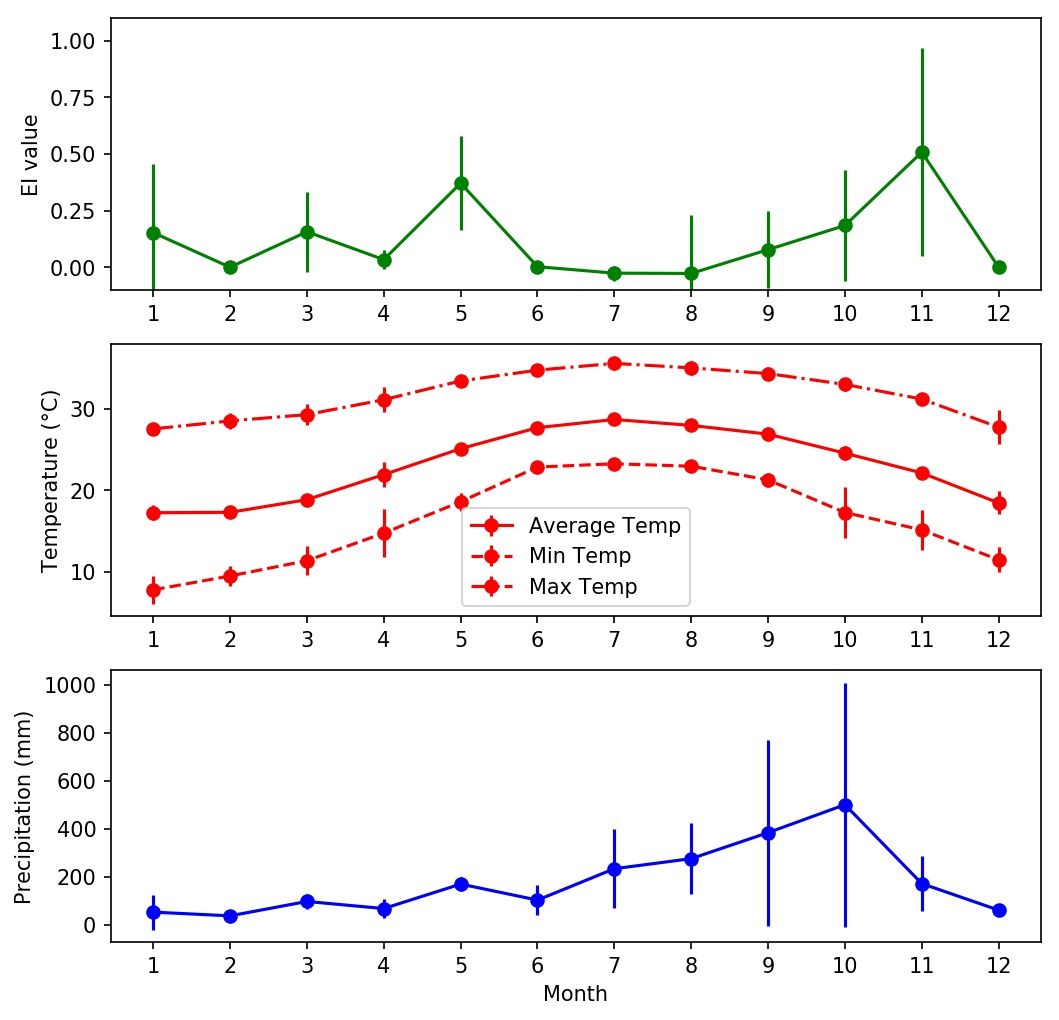 EI value
1.00
0.75
0.50
0.25
0.00
1 2 3 4 5 6 7 8 9 10 11 12
Temperature (°C)
30
20
10
Average Temp
Min Temp
Max Temp
1 2 3 4 5 6 7 8 9 10 11 12
Precipitation (mm)
1000
800
600
400
200
0
1 2 3 4 5 6 7 8 9 10 11 12
Month